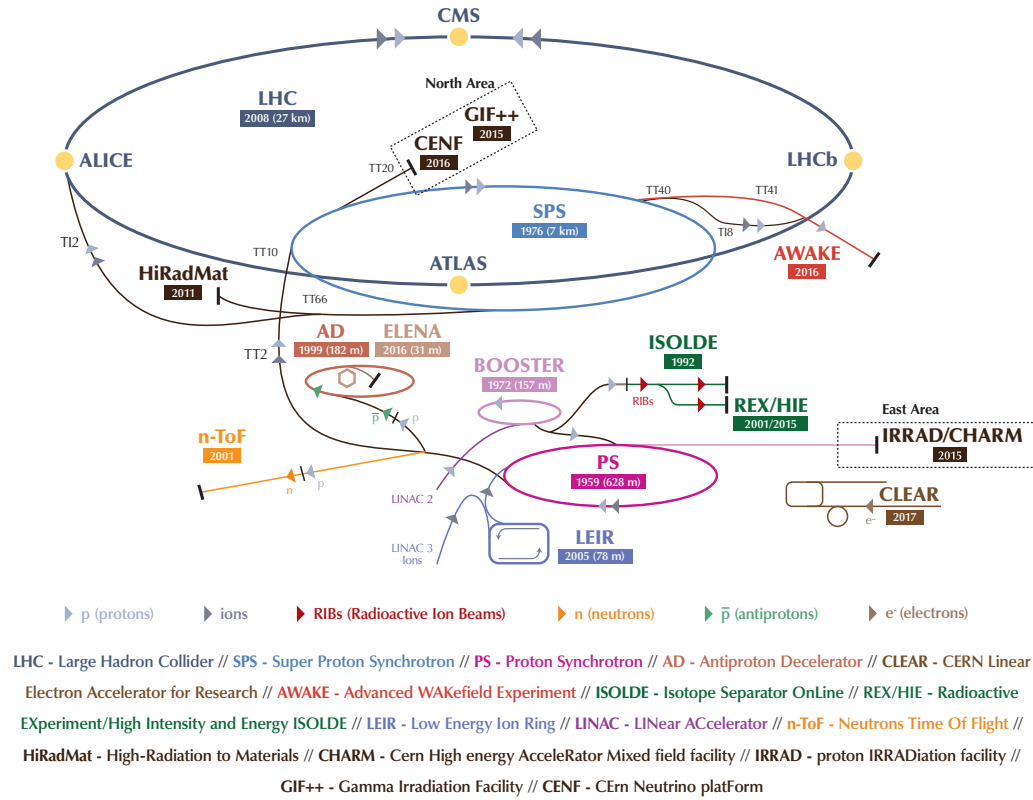 CMS
North Area
LHC
2008 (27 km)
GIF++
2015
CENF
2016
TT20
ALICE
LHCb
TT40
TT41
SPS
1976 (7 km)
TI8
TI2
TT10
ATLAS
AWAKE
2016
HiRadMat
2011
TT66
TT2
AD
1999 (182 m)
ELENA
2016 (31 m)
ISOLDE
1992
BOOSTER
1972 (157 m)
RIBs
REX/HIE
2001/2015
p̅
p
East Area
IRRAD/CHARM
2015
n-ToF
2001
n
p
PS
1959 (628 m)
LINAC 2
CLEAR
2017
e-
LINAC 3
Ions
LEIR
2005 (78 m)
p (protons)
ions
RIBs (Radioactive Ion Beams)
n (neutrons)
p̅ (antiprotons)
e- (electrons)
LHC - Large Hadron Collider // SPS - Super Proton Synchrotron // PS - Proton Synchrotron // AD - Antiproton Decelerator // CLEAR - CERN Linear
Electron Accelerator for Research // AWAKE - Advanced WAKefield Experiment // ISOLDE - Isotope Separator OnLine // REX/HIE - Radioactive
EXperiment/High Intensity and Energy ISOLDE // LEIR - Low Energy Ion Ring // LINAC - LINear ACcelerator // n-ToF - Neutrons Time Of Flight //
HiRadMat - High-Radiation to Materials // CHARM - Cern High energy AcceleRator Mixed field facility // IRRAD - proton IRRADiation facility //
GIF++ - Gamma Irradiation Facility // CENF - CErn Neutrino platForm